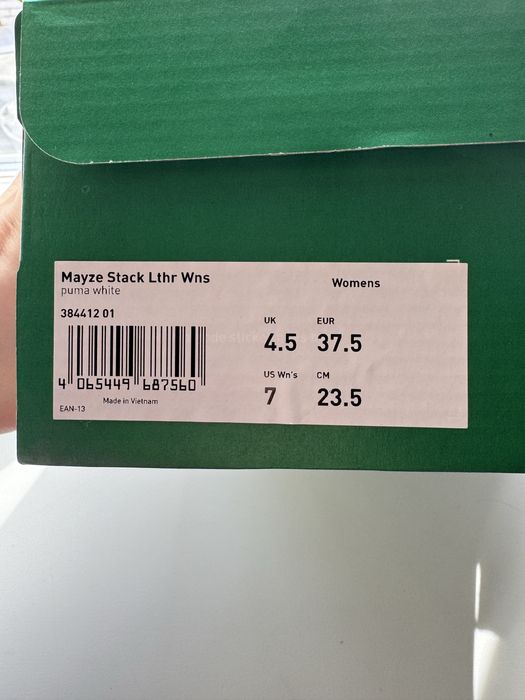 Mayze Stack Lthr Wns
puma white
Womens
384412 01
4 065449 687560
EAN-13
Made in Vietnam
UK
4.5
EUR
37.5
US Wn's
7
CM
23.5